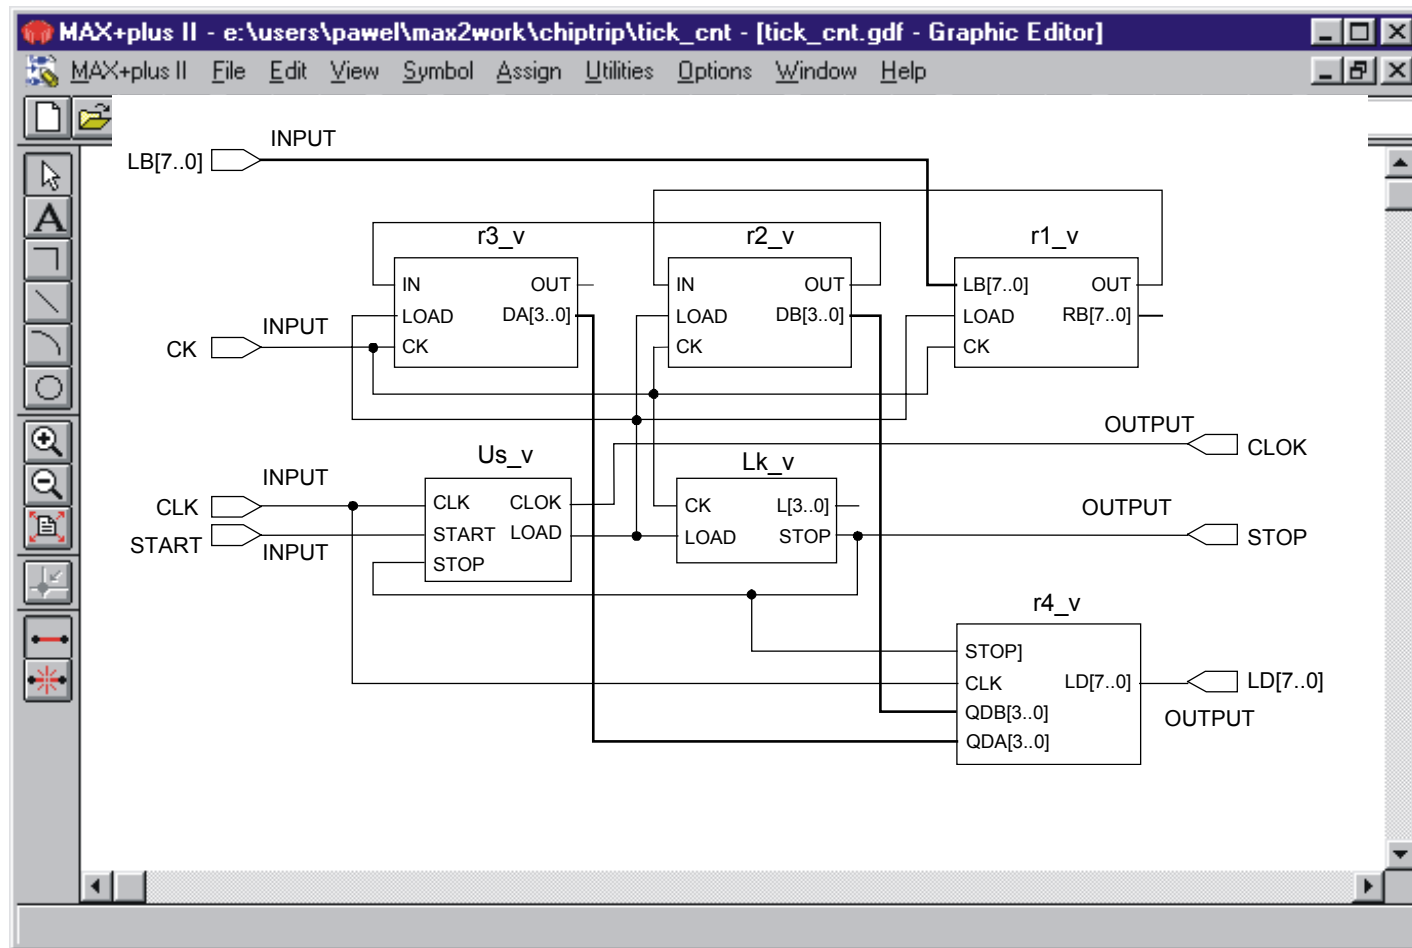 MAX+plus II - e:\users\pawel\max2work\chiptrip\tick_cnt - [tick_cnt.gdf - Graphic Editor]
MAX+plus II File Edit View Symbol Assign Utilities Options Window Help
INPUT
LB[7..0]
r3_v
r2_v
r1_v
IN OUT
LOAD DA[3..0]
CK
IN OUT
LOAD DB[3..0]
CK
LB[7..0] OUT
LOAD RB[7..0]
CK
INPUT
CK
OUTPUT
CLOK
Us_v
Lk_v
INPUT
CLK
START
INPUT
CLK CLOK
START LOAD
STOP
CK L[3..0]
LOAD STOP
OUTPUT
STOP
r4_v
STOP]
CLK LD[7..0]
QDB[3..0]
QDA[3..0]
LD[7..0]
OUTPUT
A